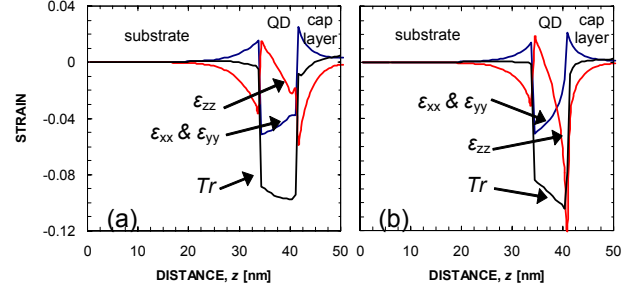 QD
cap
layer
substrate
0
-0.04
-0.08
-0.12
STRAIN
εzz
εxx & εyy
Tr
(a)
0 10 20 30 40 50
DISTANCE, z [nm]
QD
cap
layer
substrate
εxx & εyy
εzz
Tr
(b)
0 10 20 30 40 50
DISTANCE, z [nm]